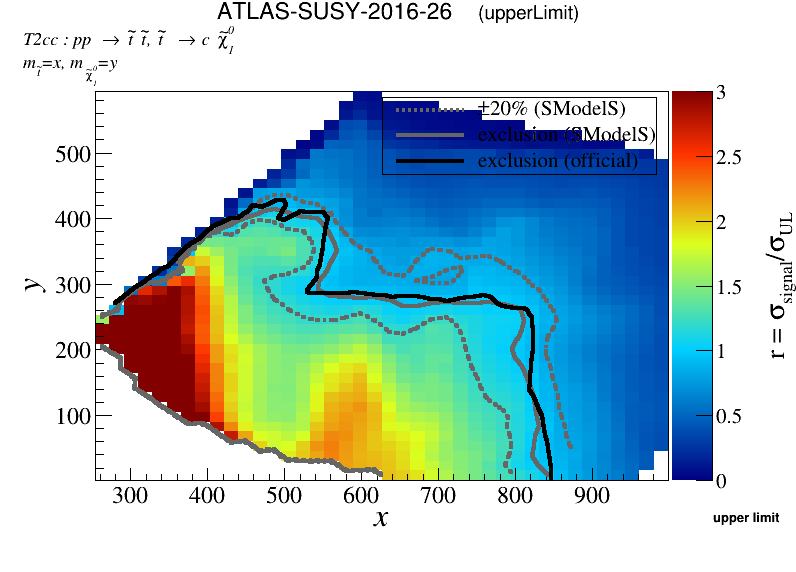 ATLAS-SUSY-2016-26 (upperLimit)
T2cc : pp → t̃ t̃, t̃ → c χ̃₁⁰
m_t̃=x, m_χ̃₁⁰=y
±20% (SModelS)
exclusion (SModelS)
exclusion (official)
500
400
300
200
100
y
300 400 500 600 700 800 900
x
3
2.5
2
1.5
1
0.5
0
r = σ_signal/σ_UL
upper limit